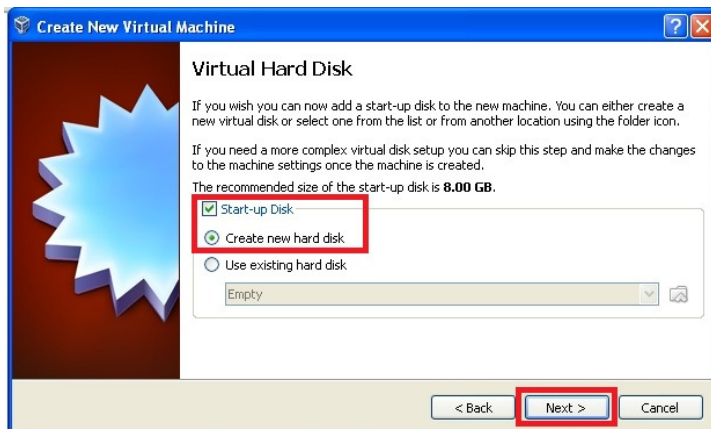 Create New Virtual Machine
Virtual Hard Disk
If you wish you can now add a start-up disk to the new machine. You can either create a
new virtual disk or select one from the list or from another location using the folder icon.
If you need a more complex virtual disk setup you can skip this step and make the changes
to the machine settings once the machine is created.
The recommended size of the start-up disk is 8.00 GB.
Start-up Disk
Create new hard disk
Use existing hard disk
Empty
< Back Next > Cancel